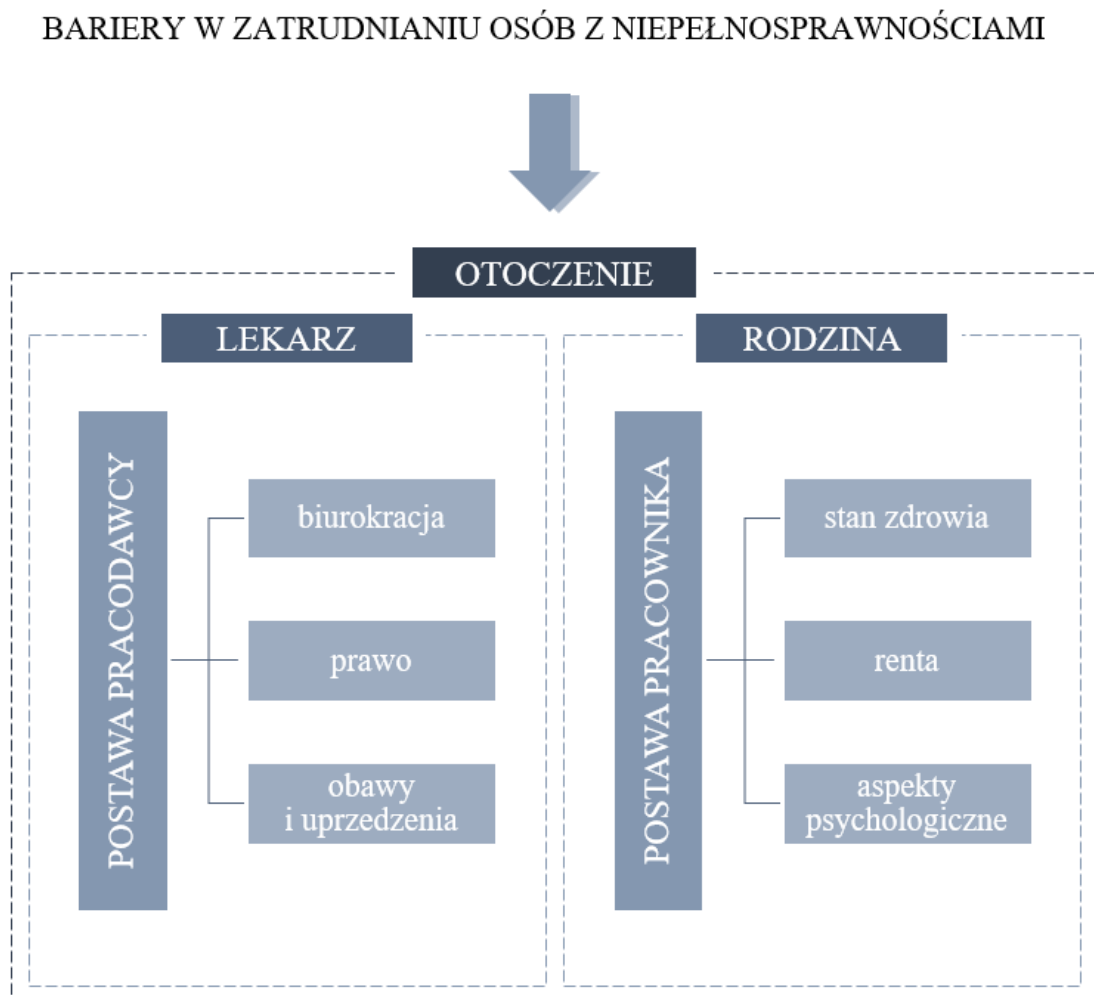 BARIERY W ZATRUDNIANIU OSÓB Z NIEPEŁNOSPRAWNOŚCIAMI
OTOCZENIE
LEKARZ
POSTAWA PRACODAWCY
biurokracja
prawo
obawy
i uprzedzenia
RODZINA
POSTAWA PRACOWNIKA
stan zdrowia
renta
aspekty
psychologiczne